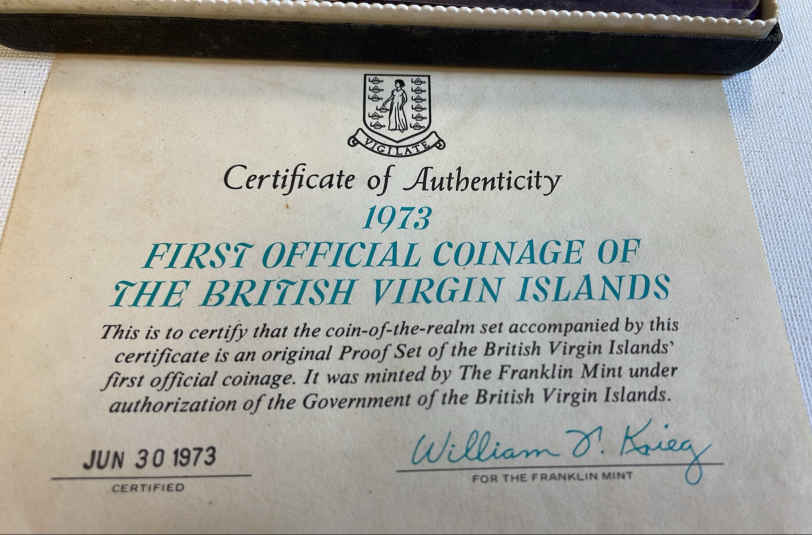 VIGILATE
Certificate of Authenticity
1973
FIRST OFFICIAL COINAGE OF
THE BRITISH VIRGIN ISLANDS
This is to certify that the coin-of-the-realm set accompanied by this
certificate is an original Proof Set of the British Virgin Islands'
first official coinage. It was minted by The Franklin Mint under
authorization of the Government of the British Virgin Islands.
JUN 30 1973
CERTIFIED
William T. Krieg
FOR THE FRANKLIN MINT